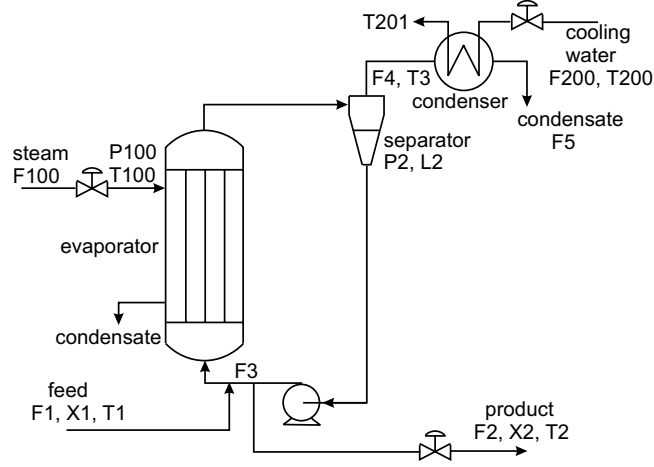 T201
cooling
water
F200, T200
F4, T3
condenser
condensate
F5
separator
P2, L2
steam
F100
P100
T100
evaporator
condensate
F3
feed
F1, X1, T1
product
F2, X2, T2